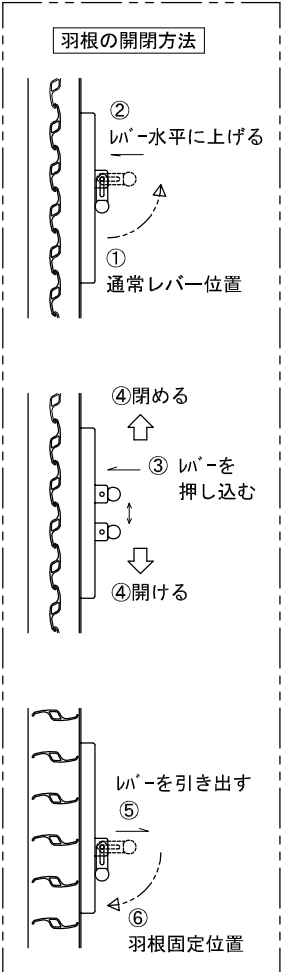 羽根の開閉方法
②
ﾚﾊﾞｰ水平に上げる
①
通常レバー位置
④閉める
③ ﾚﾊﾞｰを
押し込む
④開ける
ﾚﾊﾞｰを引き出す
⑤
⑥
羽根固定位置